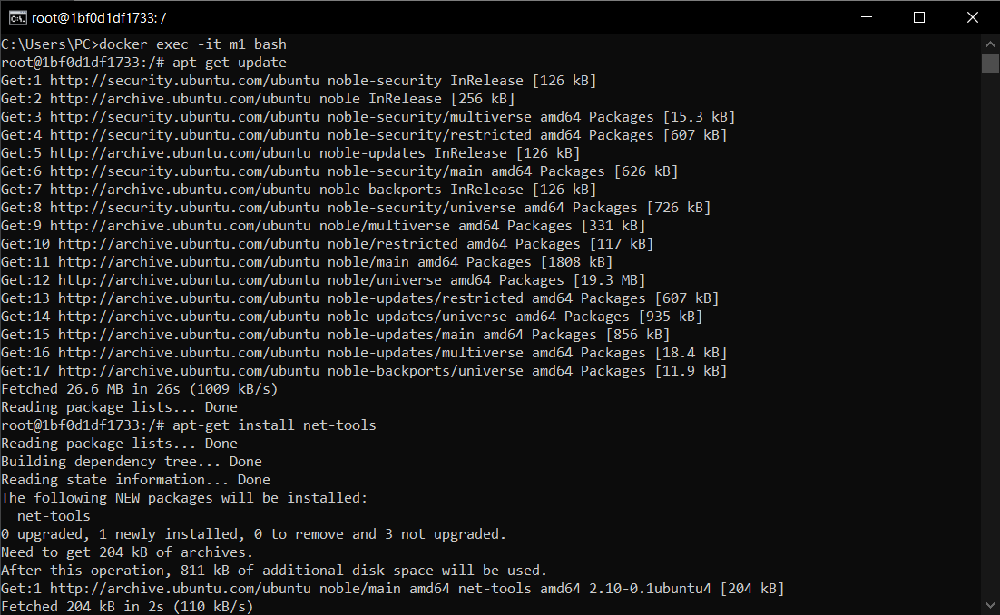 root@1bf0d1df1733: /
C:\Users\PC>docker exec -it m1 bash
root@1bf0d1df1733:/# apt-get update
Get:1 http://security.ubuntu.com/ubuntu noble-security InRelease [126 kB]
Get:2 http://archive.ubuntu.com/ubuntu noble InRelease [256 kB]
Get:3 http://security.ubuntu.com/ubuntu noble-security/multiverse amd64 Packages [15.3 kB]
Get:4 http://security.ubuntu.com/ubuntu noble-security/restricted amd64 Packages [607 kB]
Get:5 http://archive.ubuntu.com/ubuntu noble-updates InRelease [126 kB]
Get:6 http://security.ubuntu.com/ubuntu noble-security/main amd64 Packages [626 kB]
Get:7 http://archive.ubuntu.com/ubuntu noble-backports InRelease [126 kB]
Get:8 http://security.ubuntu.com/ubuntu noble-security/universe amd64 Packages [726 kB]
Get:9 http://archive.ubuntu.com/ubuntu noble/multiverse amd64 Packages [331 kB]
Get:10 http://archive.ubuntu.com/ubuntu noble/restricted amd64 Packages [117 kB]
Get:11 http://archive.ubuntu.com/ubuntu noble/main amd64 Packages [1808 kB]
Get:12 http://archive.ubuntu.com/ubuntu noble/universe amd64 Packages [19.3 MB]
Get:13 http://archive.ubuntu.com/ubuntu noble-updates/restricted amd64 Packages [607 kB]
Get:14 http://archive.ubuntu.com/ubuntu noble-updates/universe amd64 Packages [935 kB]
Get:15 http://archive.ubuntu.com/ubuntu noble-updates/main amd64 Packages [856 kB]
Get:16 http://archive.ubuntu.com/ubuntu noble-updates/multiverse amd64 Packages [18.4 kB]
Get:17 http://archive.ubuntu.com/ubuntu noble-backports/universe amd64 Packages [11.9 kB]
Fetched 26.6 MB in 26s (1009 kB/s)
Reading package lists... Done
root@1bf0d1df1733:/# apt-get install net-tools
Reading package lists... Done
Building dependency tree... Done
Reading state information... Done
The following NEW packages will be installed:
  net-tools
0 upgraded, 1 newly installed, 0 to remove and 3 not upgraded.
Need to get 204 kB of archives.
After this operation, 811 kB of additional disk space will be used.
Get:1 http://archive.ubuntu.com/ubuntu noble/main amd64 net-tools amd64 2.10-0.1ubuntu4 [204 kB]
Fetched 204 kB in 2s (110 kB/s)